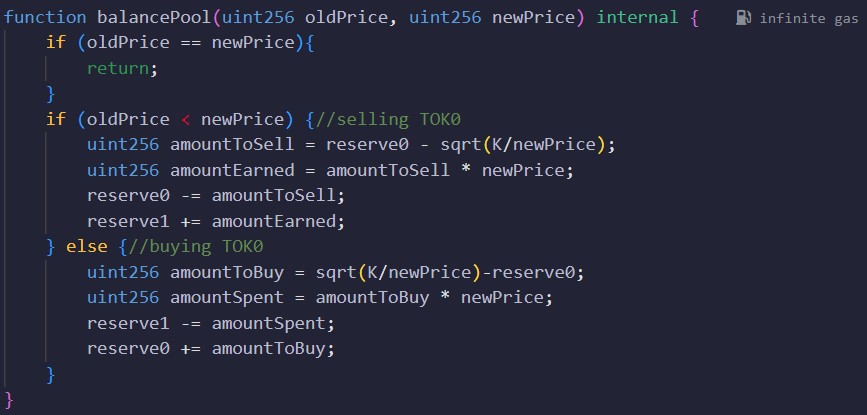 function balancePool(uint256 oldPrice, uint256 newPrice) internal { infinite gas
if (oldPrice == newPrice){
return;
}
if (oldPrice < newPrice) {//selling TOK0
uint256 amountToSell = reserve0 - sqrt(K/newPrice);
uint256 amountEarned = amountToSell * newPrice;
reserve0 -= amountToSell;
reserve1 += amountEarned;
} else {//buying TOK0
uint256 amountToBuy = sqrt(K/newPrice)-reserve0;
uint256 amountSpent = amountToBuy * newPrice;
reserve1 -= amountSpent;
reserve0 += amountToBuy;
}
}